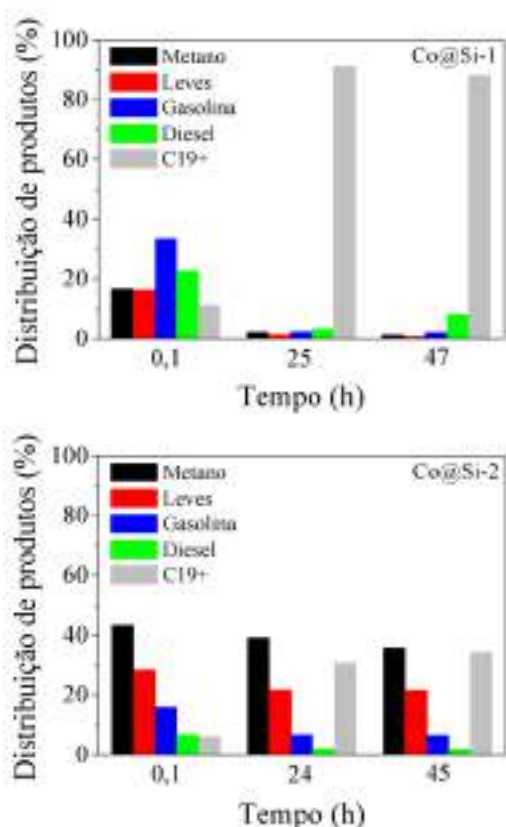 Distribuição de produtos (%)
100
80
60
40
20
0
Co@Si-1
Metano
Leves
Gasolina
Diesel
C19+
0,1 25 47
Tempo (h)
Distribuição de produtos (%)
100
80
60
40
20
0
Co@Si-2
Metano
Leves
Gasolina
Diesel
C19+
0,1 24 45
Tempo (h)